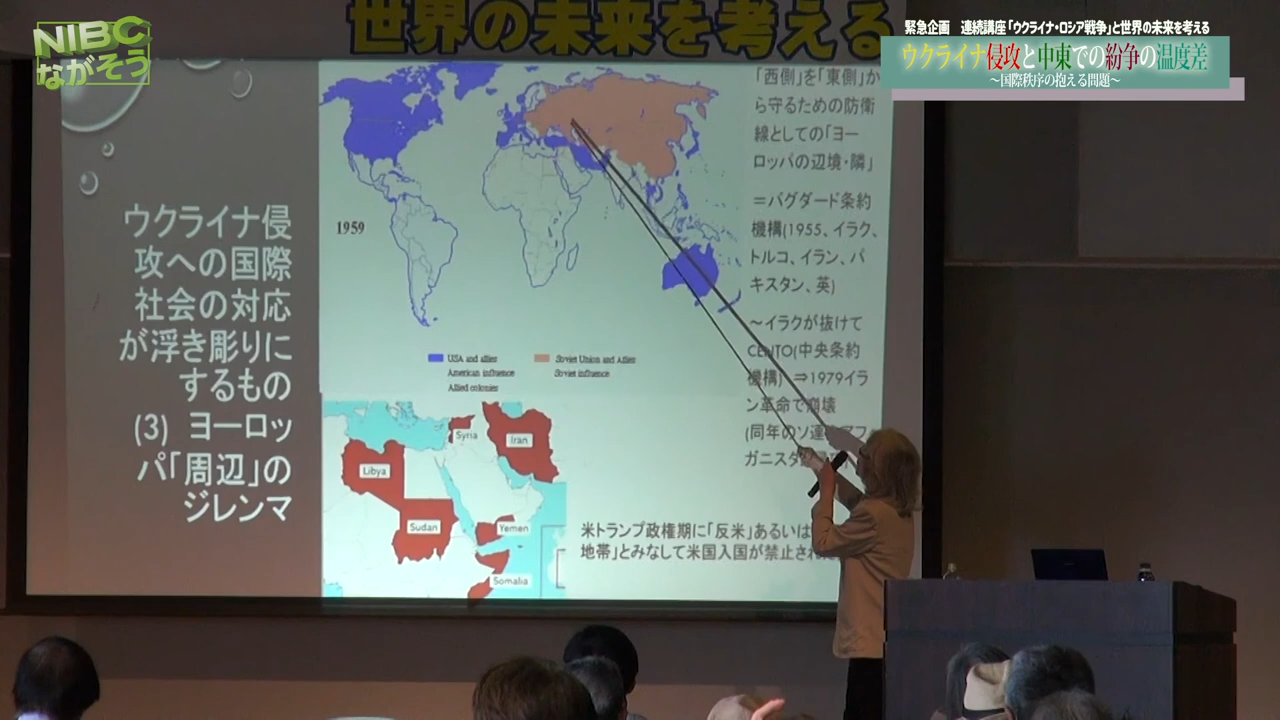 世界の未来を考える
NIBC
ながそう
緊急企画 連続講座「ウクライナ・ロシア戦争」と世界の未来を考える
ウクライナ侵攻と中東での紛争の温度差
～国際秩序の抱える問題～
ウクライナ侵
攻への国際
社会の対応
が浮き彫りに
するもの
(3) ヨーロッ
パ「周辺」の
ジレンマ
1959
USA and allies
American influence
Allied colonies
Soviet Union and Allies
Soviet influence
「西側」を「東側」か
ら守るための防衛
線としての「ヨー
ロッパの辺境・隣」
＝バグダード条約
機構(1955、イラク、
トルコ、イラン、パ
キスタン、英)
～イラクが抜けて
CENTO(中央条約
機構) ⇒1979イラ
ン革命で崩壊
(同年のソ連
アフ
ガニスタ
Syria
Iran
Libya
Sudan
Yemen
Somalia
米トランプ政権期に「反米」あるいは
地帯」とみなして米国入国が禁止され